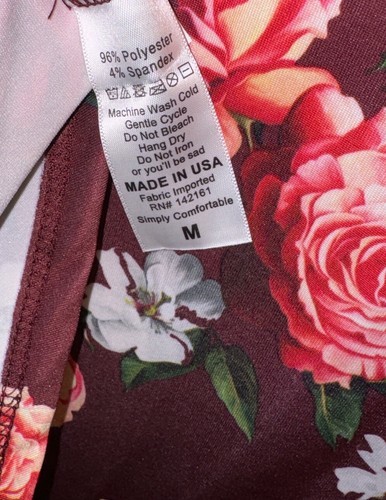 96% Polyester
4% Spandex
Machine Wash Cold
Gentle Cycle
Do Not Bleach
Hang Dry
Do Not Iron
or you'll be sad
MADE IN USA
Fabric Imported
RN# 142161
Simply Comfortable
M